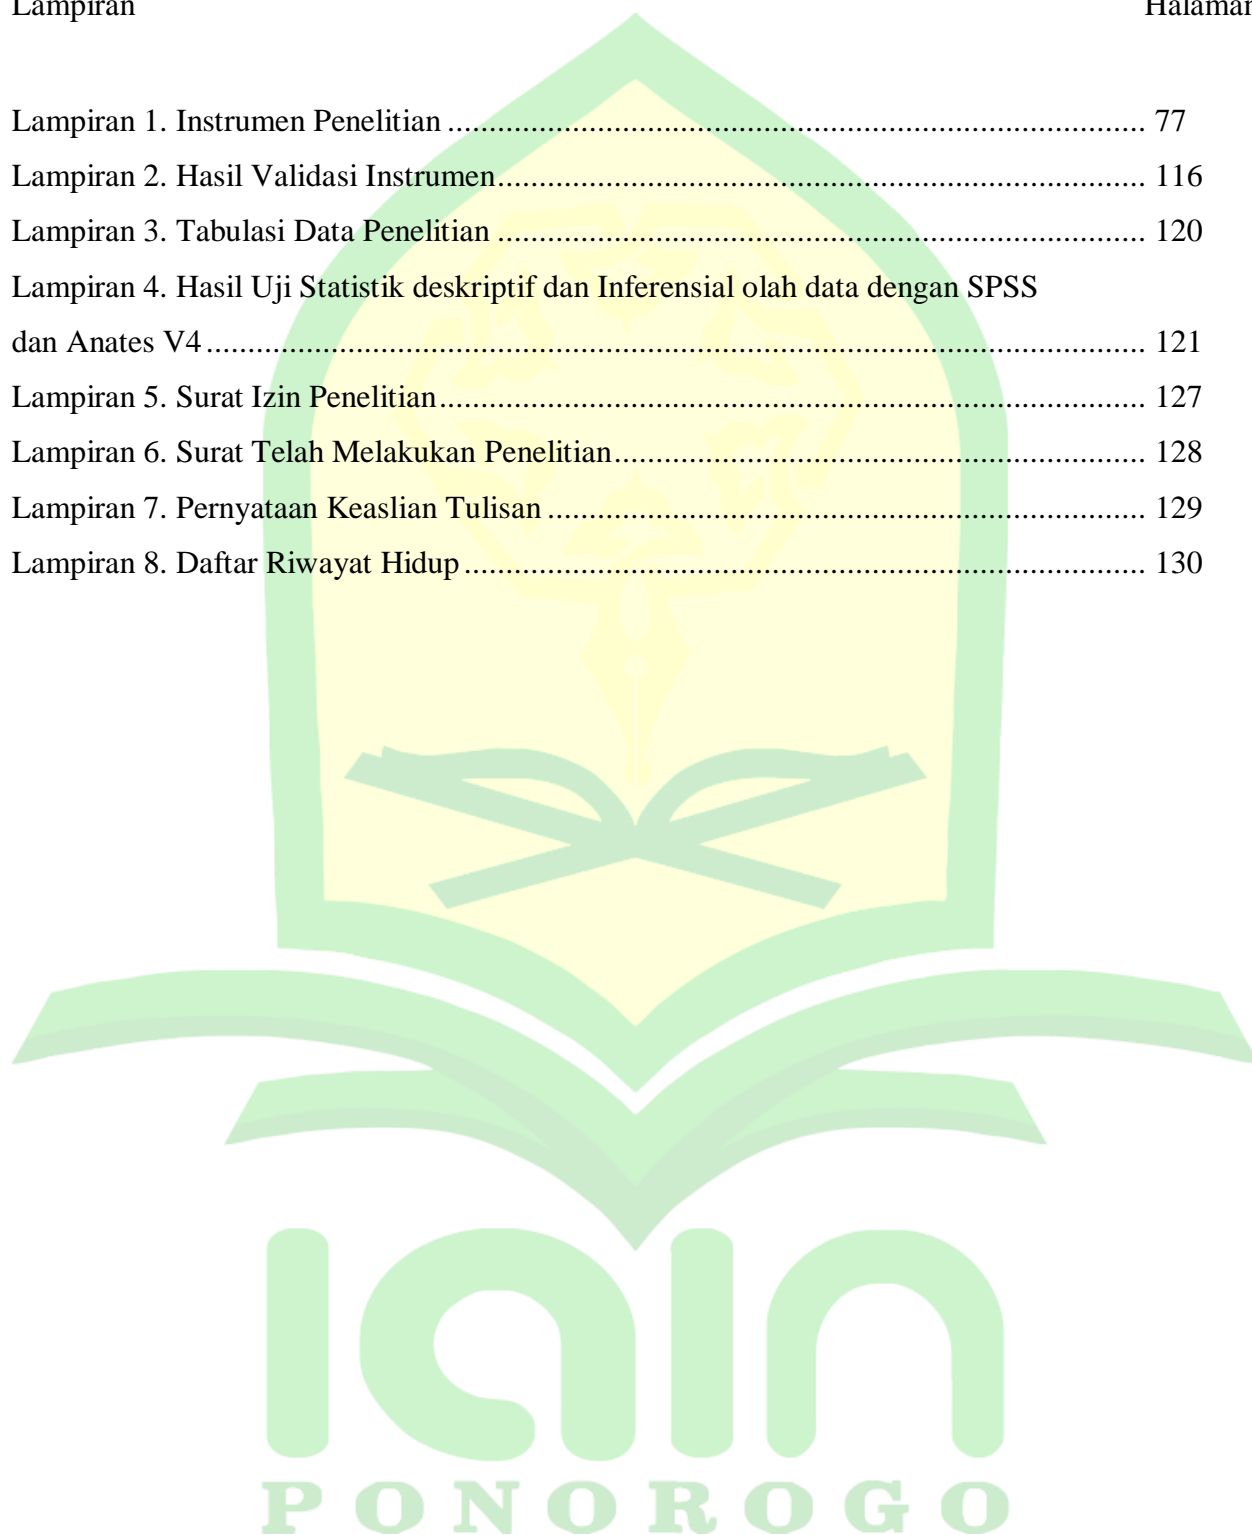 Lampiran Halaman
Lampiran 1. Instrumen Penelitian ..................................................................................... 77
Lampiran 2. Hasil Validasi Instrumen............................................................................... 116
Lampiran 3. Tabulasi Data Penelitian ............................................................................... 120
Lampiran 4. Hasil Uji Statistik deskriptif dan Inferensial olah data dengan SPSS
dan Anates V4 .................................................................................................................. 121
Lampiran 5. Surat Izin Penelitian...................................................................................... 127
Lampiran 6. Surat Telah Melakukan Penelitian................................................................. 128
Lampiran 7. Pernyataan Keaslian Tulisan ......................................................................... 129
Lampiran 8. Daftar Riwayat Hidup ................................................................................... 130
iain
PONOROGO